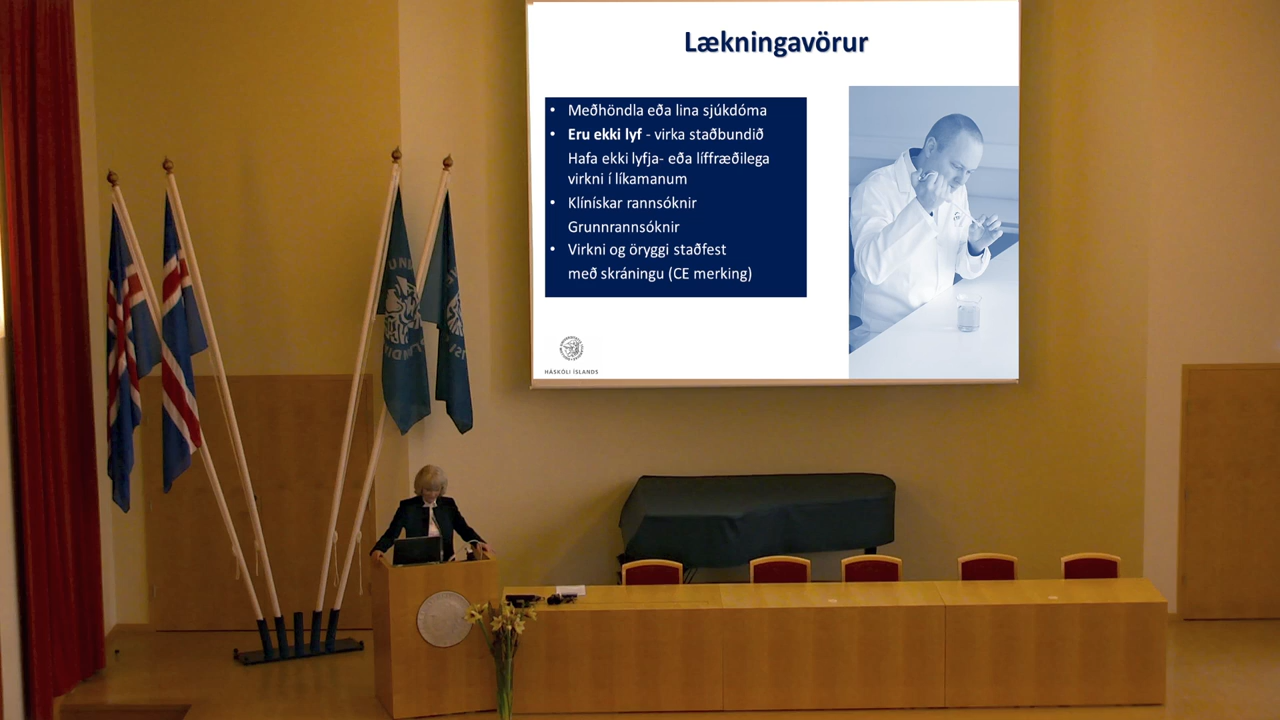 Lækningavörur
• Meðhöndla eða lina sjúkdóma
• Eru ekki lyf - virka staðbundið
Hafa ekki lyfja- eða líffræðilega
virkni í líkamanum
• Klínískar rannsóknir
Grunnrannsóknir
• Virkni og öryggi staðfest
með skráningu (CE merking)
HÁSKÓLI ÍSLANDS